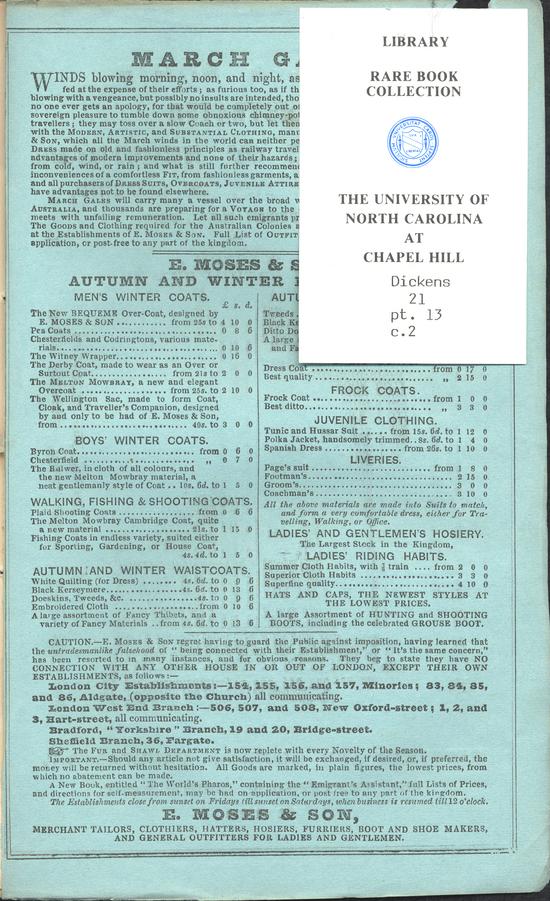 MARCH GA
WINDS blowing morning, noon, and night, as
fed at the expense of their efforts; as furious too, as if th
blowing with a vengeance, but possibly no insults are intended, tho
no one ever gets an apology, for that would be completely out o
sovereign pleasure to tumble down some obnoxious chimney-pot
travellers; they may toss over a slow Coach or two, but let then
with the MODERN, ARTISTIC, and SUBSTANTIAL CLOTHING, manu
& SON, which all the March winds in the world can neither pe
DRESS made on old and fashionless principles as railway travel
advantages of modern improvements and none of their hazards;
from cold, wind, or rain; and what is still further recommen
inconveniences of a comfortless FIT, from fashionless garments, a
and all purchasers of DRESS SUITS, OVERCOATS, JUVENILE ATTIRE
have advantages not to be found elsewhere.
MARCH GALES will carry many a vessel over the broad w
AUSTRALIA, and thousands are preparing for a VOYAGE to the
meets with unfailing remuneration. Let all such emigrants pr
The Goods and Clothing required for the Australian Colonies a
at the Establishments of E. MOSES & SON. Full List of OUTFIT
application, or post-free to any part of the kingdom.
E. MOSES & S
AUTUMN AND WINTER
MEN'S WINTER COATS.
£ s. d.
The New BEQUEME Over-Coat, designed by
E. MOSES & SON ........ from 25s to 4 10 0
Pea Coats .................... 0 8 6
Chesterfields and Codringtons, various mate-
rials.................... 0 10 6
The Witney Wrapper.................... 0 16 0
The Derby Coat, made to wear as an Over or
Surtout Coat.............. from 21s to 2 0 0
The MELTON MOWBRAY, a new and elegant
Overcoat .............. from 25s. to 2 10 0
The Wellington Sac, made to form Coat,
Cloak, and Traveller's Companion, designed
by and only to be had of E. Moses & Son,
from .................... 40s. to 3 0 0
BOYS' WINTER COATS.
Byron Coat.................... from 0 6 0
Chesterfield .................... „ 0 7 0
The Bulwer, in cloth of all colours, and
the new Melton Mowbray material, a
neat gentlemanly style of Coat .. 10s. 6d. to 1 5 0
WALKING, FISHING & SHOOTING COATS.
Plaid Shooting Coats .......... from 0 6 6
The Melton Mowbray Cambridge Coat, quite
a new material .............. 21s. to 1 15 0
Fishing Coats in endless variety, suited either
for Sporting, Gardening, or House Coat,
4s. 4d. to 1 5 0
AUTUMN AND WINTER WAISTCOATS.
White Quilting (for Dress) ........ 4s. 6d. to 0 9 6
Black Kerseymere.............. 4s. 6d. to 0 13 6
Doeskins, Tweeds, &c. .......... 4s. to 0 9 6
Embroidered Cloth .............. from 0 10 6
A large assortment of Fancy Thibets, and a
variety of Fancy Materials .. from 4s. 6d. to 0 13 6
AUTU
Tweeds
Black Ke
Ditto Do
A large
and Fa
Dress Coat .................... from 0 17 0
Best quality .................... „ 2 15 0
FROCK COATS.
Frock Coat .................... from 1 0 0
Best ditto.................... „ 3 3 0
JUVENILE CLOTHING.
Tunic and Hussar Suit ...... from 15s. 6d. to 1 12 0
Polka Jacket, handsomely trimmed.. 8s. 6d. to 1 4 0
Spanish Dress .............. from 25s. to 1 10 0
LIVERIES.
Page's suit .................... from 1 8 0
Footman's.................... 2 15 0
Groom's .................... 3 3 0
Coachman's.................... 3 10 0
All the above materials are made into Suits to match,
and form a very comfortable dress, either for Tra-
velling, Walking, or Office.
LADIES' AND GENTLEMEN'S HOSIERY.
The Largest Stock in the Kingdom,
LADIES' RIDING HABITS.
Summer Cloth Habits, with ¾ train .... from 2 0 0
Superior Cloth Habits .................... 3 3 0
Superfine quality.................... 4 10 0
HATS AND CAPS, THE NEWEST STYLES AT
THE LOWEST PRICES.
A large Assortment of HUNTING and SHOOTING
BOOTS, including the celebrated GROUSE BOOT.
CAUTION.—E. MOSES & SON regret having to guard the Public against imposition, having learned that
the untradesmanlike falsehood of "being connected with their Establishment," or "It's the same concern,"
has been resorted to in many instances, and for obvious reasons. They beg to state they have NO
CONNECTION WITH ANY OTHER HOUSE IN OR OUT OF LONDON, EXCEPT THEIR OWN
ESTABLISHMENTS, as follows:—
London City Establishments:—154, 155, 156, and 157, Minories; 83, 84, 85,
and 86, Aldgate, (opposite the Church) all communicating.
London West End Branch:—506, 507, and 508, New Oxford-street; 1, 2, and
3, Hart-street, all communicating.
Bradford, "Yorkshire" Branch, 19 and 20, Bridge-street.
Sheffield Branch, 36, Fargate.
☞ The FUR and SHAWL DEPARTMENT is now replete with every Novelty of the Season.
IMPORTANT.—Should any article not give satisfaction, it will be exchanged, if desired, or, if preferred, the
money will be returned without hesitation. All Goods are marked, in plain figures, the lowest prices, from
which no abatement can be made.
A New Book, entitled "The World's Pharos," containing the "Emigrant's Assistant," full Lists of Prices,
and directions for self-measurement, may be had on application, or post free to any part of the kingdom.
The Establishments close from sunset on Fridays till sunset on Saturdays, when business is resumed till 12 o'clock.
E. MOSES & SON,
MERCHANT TAILORS, CLOTHIERS, HATTERS, HOSIERS, FURRIERS, BOOT AND SHOE MAKERS,
AND GENERAL OUTFITTERS FOR LADIES AND GENTLEMEN.
LIBRARY
RARE BOOK
COLLECTION
THE UNIVERSITY OF
NORTH CAROLINA
AT
CHAPEL HILL
Dickens
21
pt. 13
c.2